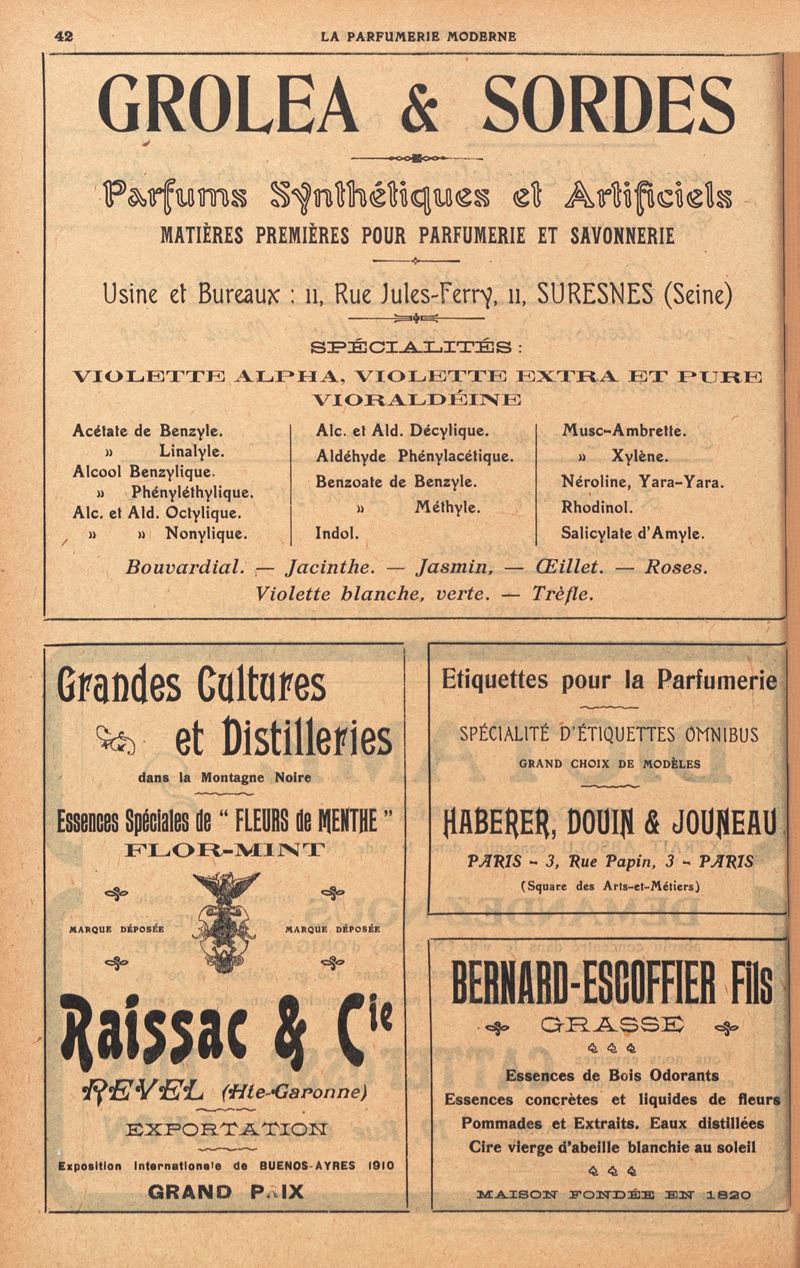 42
LA PARFUMERIE MODERNE
GROLEA & SORDES
Parfums Synthétiques et Artificiels
MATIÈRES PREMIÈRES POUR PARFUMERIE ET SAVONNERIE
Usine et Bureaux : 11, Rue Jules-Ferry, 11, SURESNES (Seine)
SPÉCIALITÉS :
VIOLETTE ALPHA, VIOLETTE EXTRA ET PURE
VIORALDÉINE
Acétate de Benzyle.
» Linalyle.
Alcool Benzylique.
» Phényléthylique.
Alc. et Ald. Octylique.
» » Nonylique.
Alc. et Ald. Décylique.
Aldéhyde Phénylacétique.
Benzoate de Benzyle.
» Méthyle.
Indol.
Musc-Ambrette.
» Xylène.
Néroline, Yara-Yara.
Rhodinol.
Salicylate d'Amyle.
Bouvardial. — Jacinthe. — Jasmin, — Œillet. — Roses.
Violette blanche, verte. — Trèfle.
Grandes Cultures
et Distilleries
dans la Montagne Noire
Essences Spéciales de “ FLEURS de MENTHE ”
FLOR-MINT
MARQUE DÉPOSÉE
MARQUE DÉPOSÉE
Raissac & Cie
REVEL (Hte-Garonne)
EXPORTATION
Exposition Internationale de BUENOS-AYRES 1910
GRAND PRIX
Etiquettes pour la Parfumerie
SPÉCIALITÉ D'ÉTIQUETTES OMNIBUS
GRAND CHOIX DE MODÈLES
HABERER, DOUIN & JOUNEAU
PARIS - 3, Rue Papin, 3 - PARIS
(Square des Arts-et-Métiers)
BERNARD-ESCOFFIER Fils
GRASSE
Essences de Bois Odorants
Essences concrètes et liquides de fleurs
Pommades et Extraits. Eaux distillées
Cire vierge d'abeille blanchie au soleil
MAISON FONDÉE EN 1820